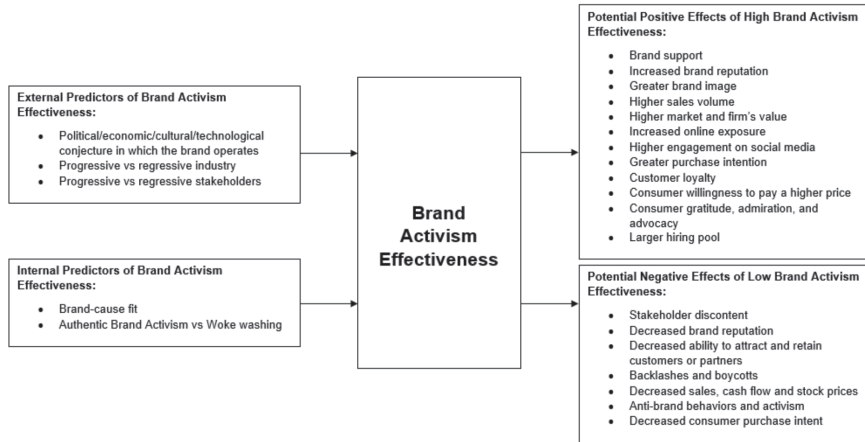 External Predictors of Brand Activism
Effectiveness:
• Political/economic/cultural/technological
conjecture in which the brand operates
• Progressive vs regressive industry
• Progressive vs regressive stakeholders
Internal Predictors of Brand Activism
Effectiveness:
• Brand-cause fit
• Authentic Brand Activism vs Woke washing
Brand
Activism
Effectiveness
Potential Positive Effects of High Brand Activism
Effectiveness:
• Brand support
• Increased brand reputation
• Greater brand image
• Higher sales volume
• Higher market and firm's value
• Increased online exposure
• Higher engagement on social media
• Greater purchase intention
• Customer loyalty
• Consumer willingness to pay a higher price
• Consumer gratitude, admiration, and
advocacy
• Larger hiring pool
Potential Negative Effects of Low Brand Activism
Effectiveness:
• Stakeholder discontent
• Decreased brand reputation
• Decreased ability to attract and retain
customers or partners
• Backlashes and boycotts
• Decreased sales, cash flow and stock prices
• Anti-brand behaviors and activism
• Decreased consumer purchase intent